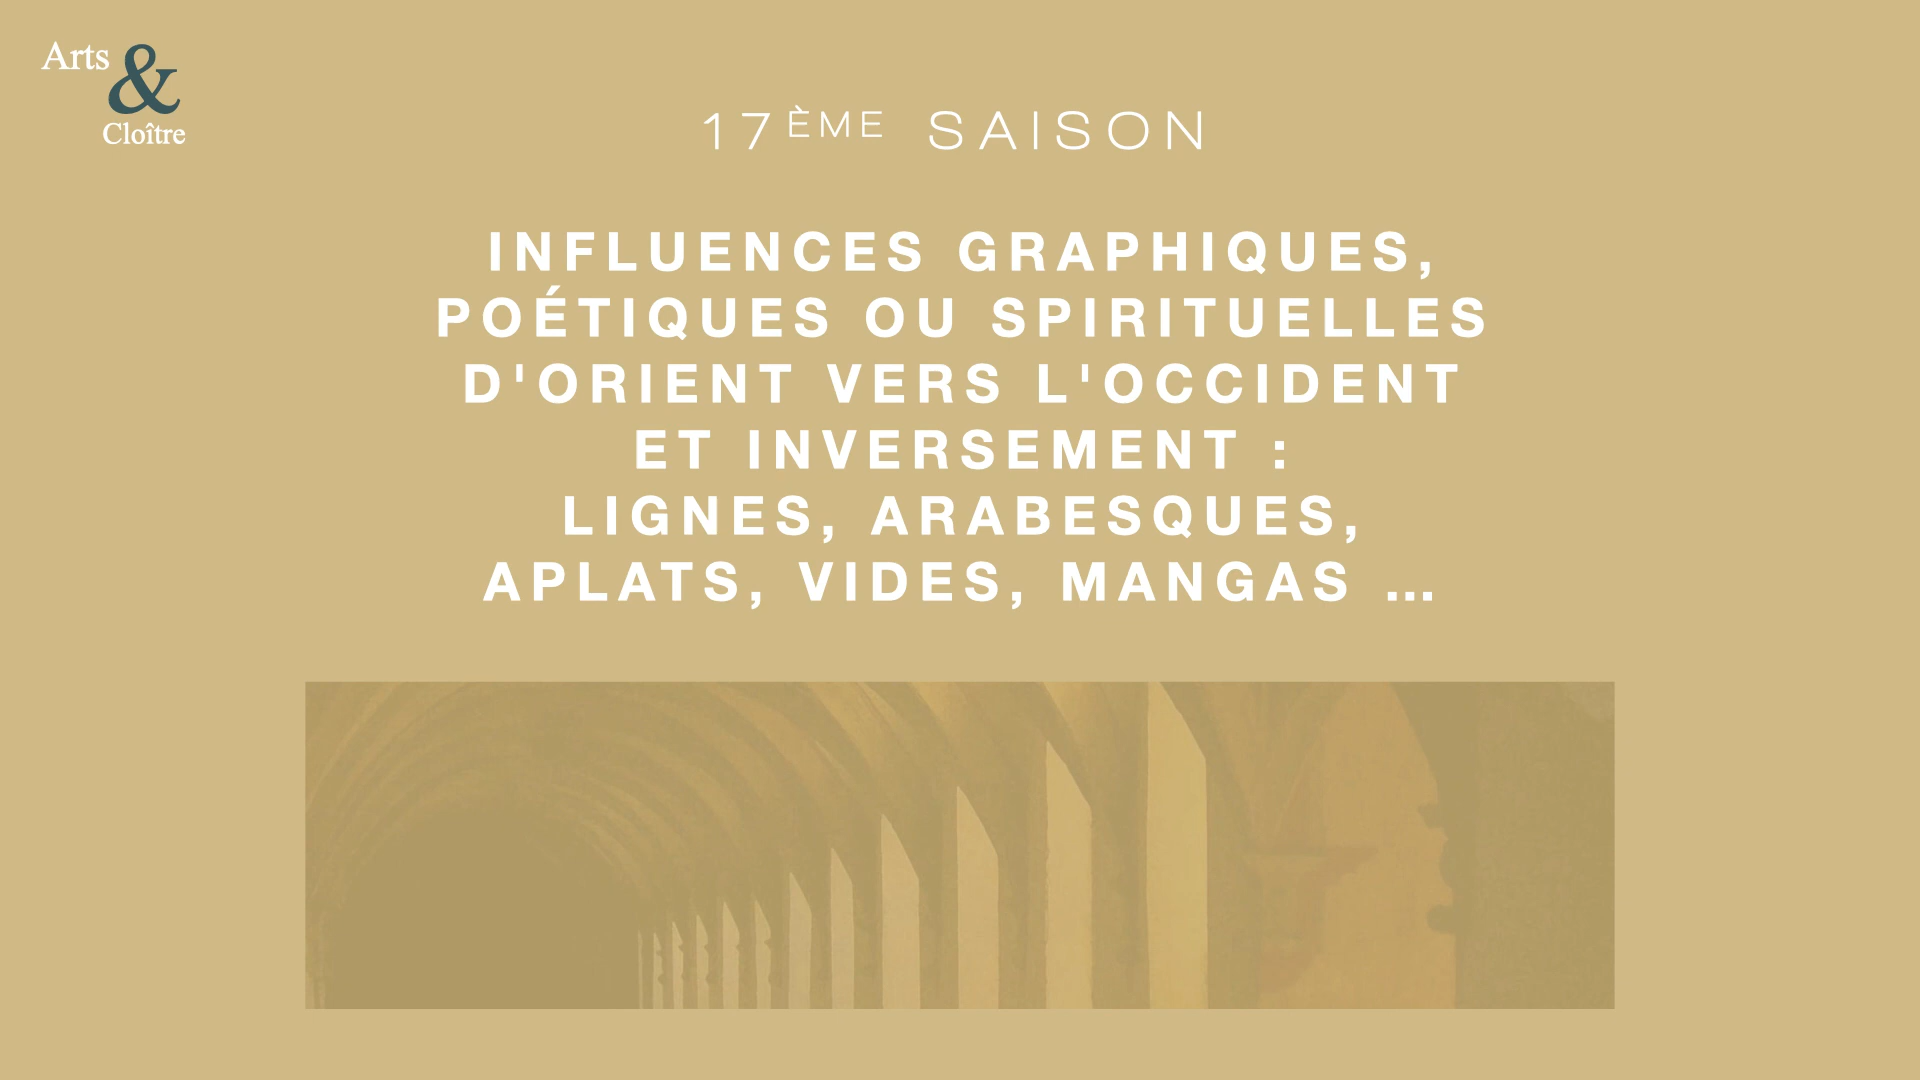 Arts
&
Cloître
17ÈME SAISON
INFLUENCES GRAPHIQUES,
POÉTIQUES OU SPIRITUELLES
D'ORIENT VERS L'OCCIDENT
ET INVERSEMENT :
LIGNES, ARABESQUES,
APLATS, VIDES, MANGAS ...